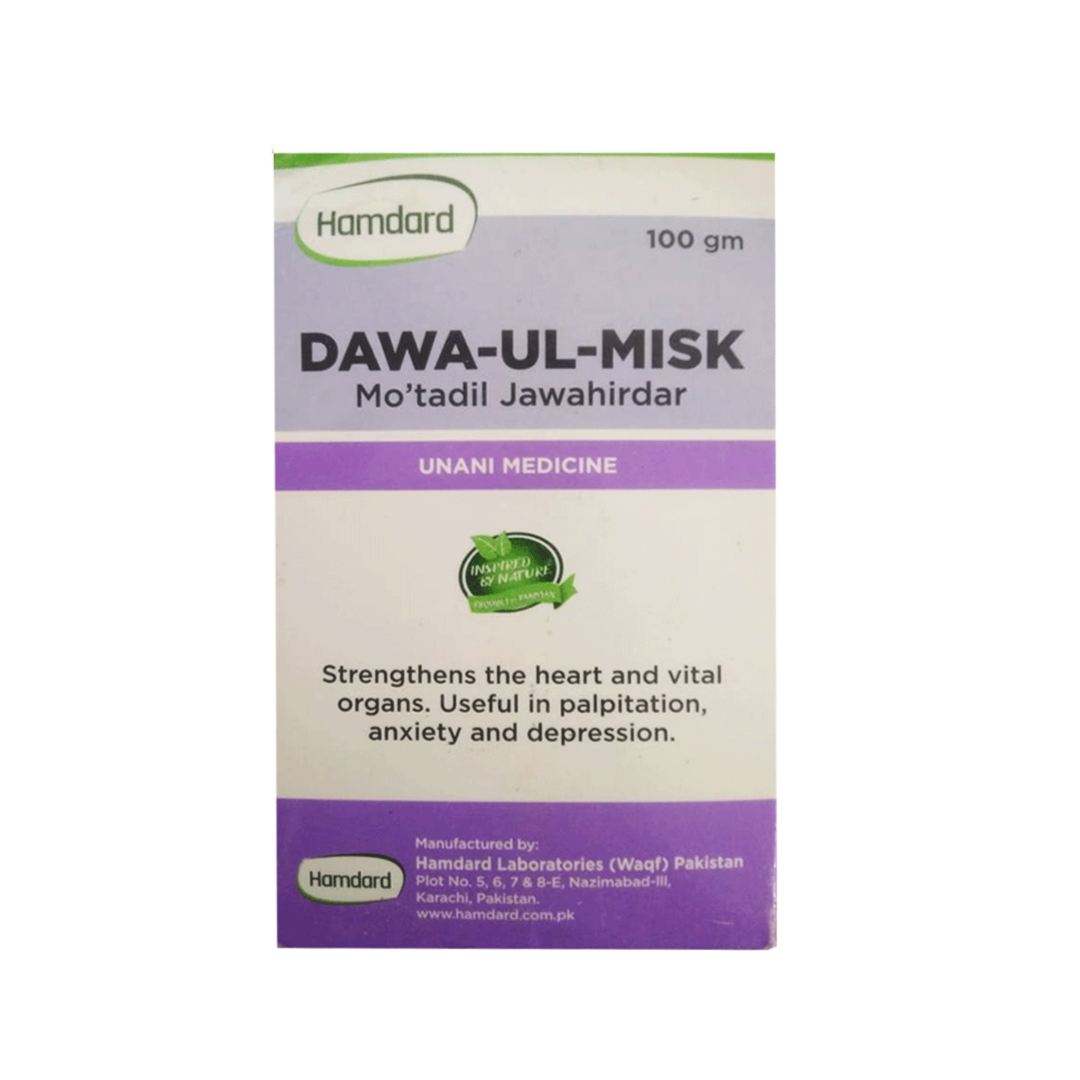 Hamdard
100 gm
DAWA-UL-MISK
Mo'tadil Jawahirdar
UNANI MEDICINE
INSPIRED
BY NATURE
PRODUCT of PAKISTAN
Strengthens the heart and vital
organs. Useful in palpitation,
anxiety and depression.
Manufactured by:
Hamdard Laboratories (Waqf) Pakistan
Plot No. 5, 6, 7 & 8-E, Nazimabad-III,
Karachi, Pakistan.
www.hamdard.com.pk
Hamdard